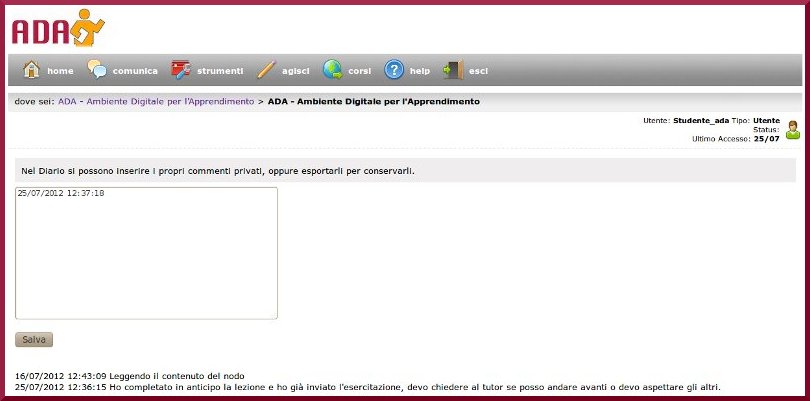 ADA
home comunica strumenti agisci corsi help esci
dove sei: ADA - Ambiente Digitale per l'Apprendimento > ADA - Ambiente Digitale per l'Apprendimento
Utente: Studente_ada Tipo: Utente
Status:
Ultimo Accesso: 25/07
Nel Diario si possono inserire i propri commenti privati, oppure esportarli per conservarli.
25/07/2012 12:37:18
Salva
16/07/2012 12:43:09 Leggendo il contenuto del nodo
25/07/2012 12:36:15 Ho completato in anticipo la lezione e ho già inviato l'esercitazione, devo chiedere al tutor se posso andare avanti o devo aspettare gli altri.